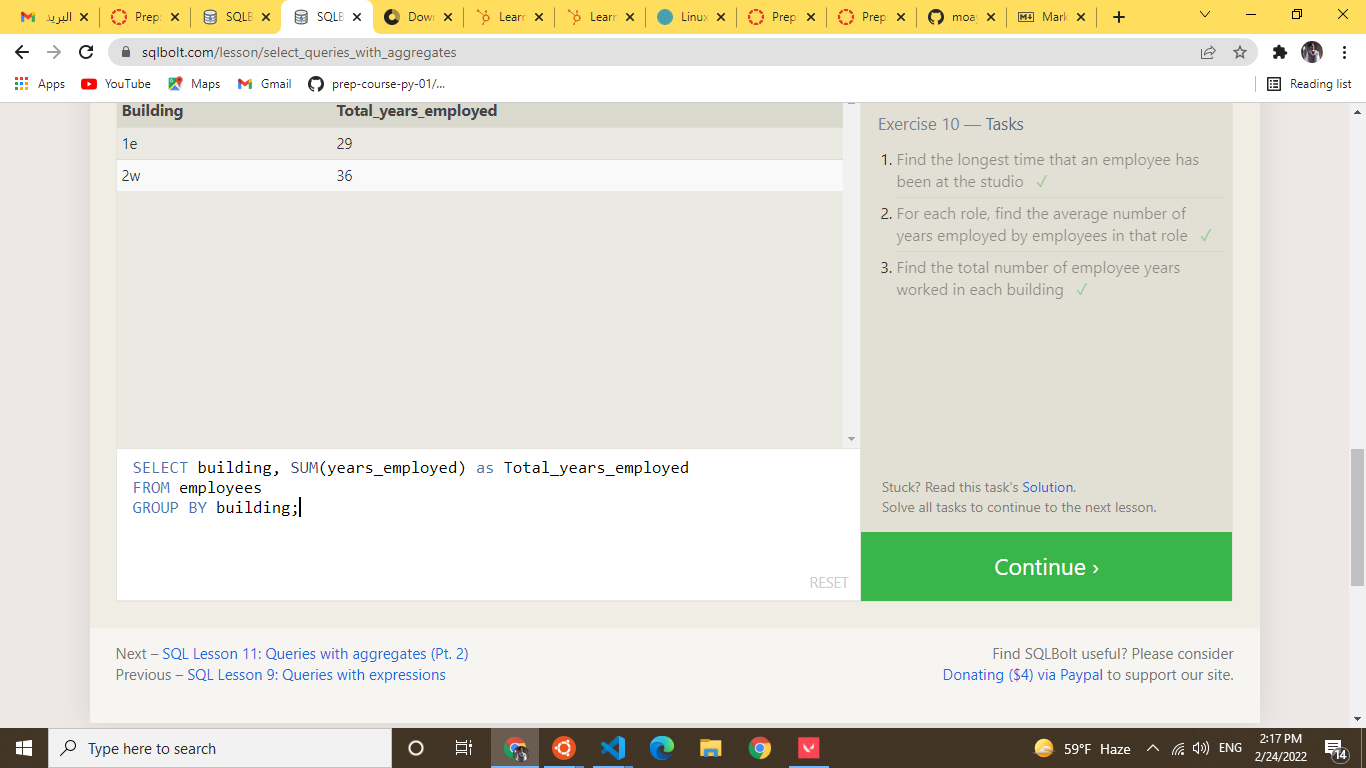 البريد
Prep
SQLB
SQLB
Dow
Learn
Learn
Linux
Prep
Prep
moay
Mark
sqlbolt.com/lesson/select_queries_with_aggregates
Apps YouTube Maps Gmail prep-course-py-01/... Reading list
Building Total_years_employed
1e 29
2w 36
Exercise 10 — Tasks
1. Find the longest time that an employee has
been at the studio ✓
2. For each role, find the average number of
years employed by employees in that role ✓
3. Find the total number of employee years
worked in each building ✓
SELECT building, SUM(years_employed) as Total_years_employed
FROM employees
GROUP BY building;
RESET
Stuck? Read this task's Solution.
Solve all tasks to continue to the next lesson.
Continue ›
Next – SQL Lesson 11: Queries with aggregates (Pt. 2)
Previous – SQL Lesson 9: Queries with expressions
Find SQLBolt useful? Please consider
Donating ($4) via Paypal to support our site.
Type here to search
59°F Haze
ENG
2:17 PM
2/24/2022
14